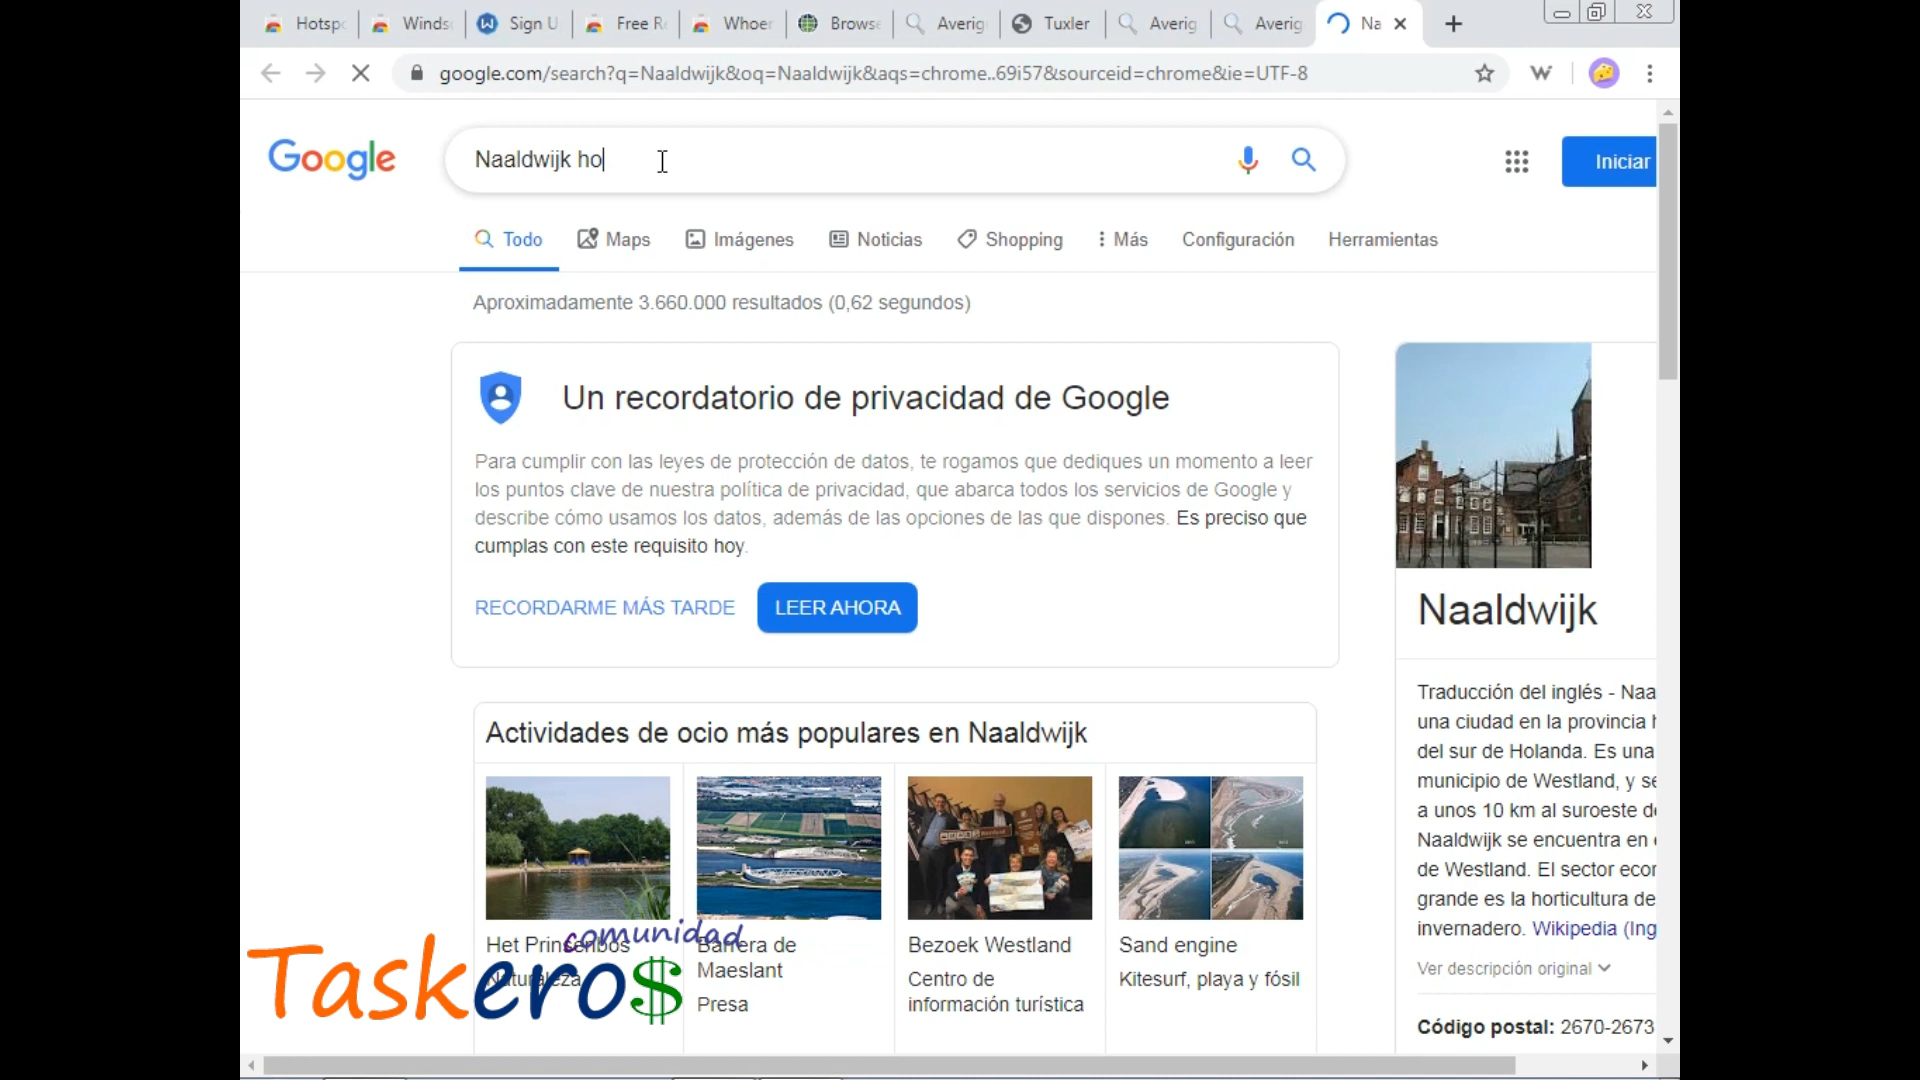 Hotsp
Winds
Sign U
Free R
Whoer
Browse
Averig
Tuxler
Averig
Averig
Na
google.com/search?q=Naaldwijk&oq=Naaldwijk&aqs=chrome..69i57&sourceid=chrome&ie=UTF-8
W
Google
Naaldwijk ho
Iniciar
Todo
Maps
Imágenes
Noticias
Shopping
Más
Configuración
Herramientas
Aproximadamente 3.660.000 resultados (0,62 segundos)
Un recordatorio de privacidad de Google
Para cumplir con las leyes de protección de datos, te rogamos que dediques un momento a leer
los puntos clave de nuestra política de privacidad, que abarca todos los servicios de Google y
describe cómo usamos los datos, además de las opciones de las que dispones. Es preciso que
cumplas con este requisito hoy.
RECORDARME MÁS TARDE
LEER AHORA
Actividades de ocio más populares en Naaldwijk
Het Prinsenbos
Naturaleza
Barrera de
Maeslant
Presa
Bezoek Westland
Centro de
información turística
Sand engine
Kitesurf, playa y fósil
Naaldwijk
Traducción del inglés - Naa
una ciudad en la provincia h
del sur de Holanda. Es una
municipio de Westland, y se
a unos 10 km al suroeste de
Naaldwijk se encuentra en e
de Westland. El sector econ
grande es la horticultura de
invernadero. Wikipedia (Ing
Ver descripción original
Código postal: 2670-2673
comunidad
Taskero$